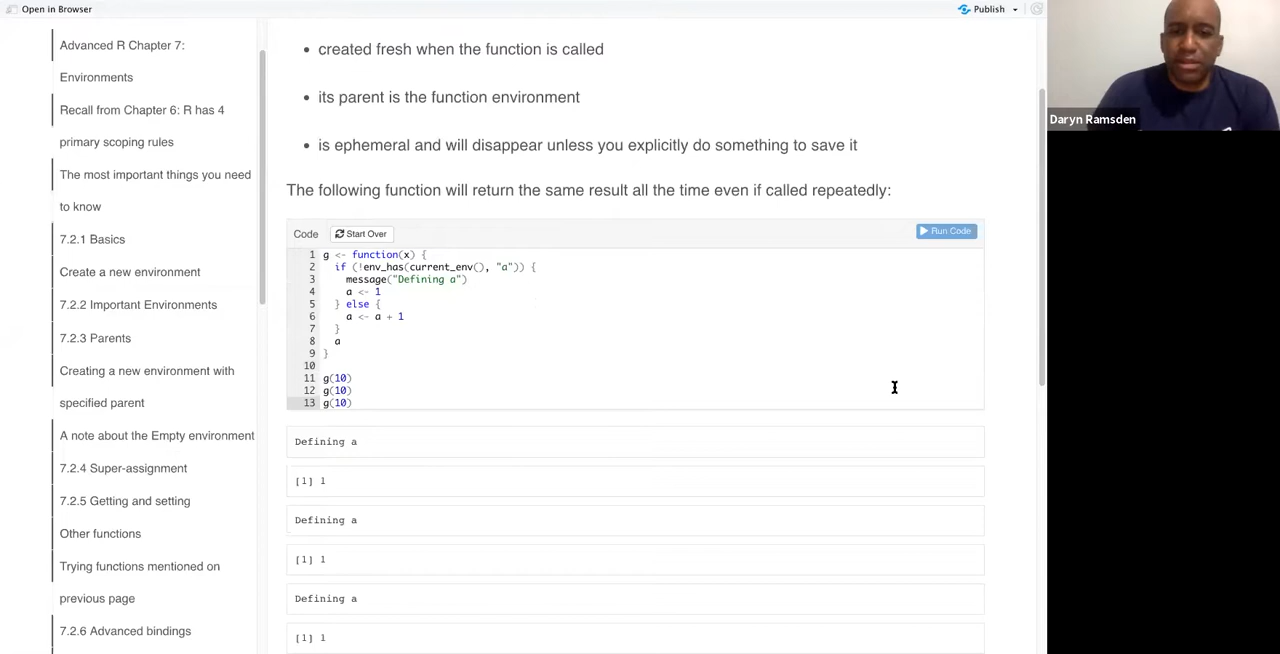 Open in Browser
Publish
Advanced R Chapter 7:
Environments
Recall from Chapter 6: R has 4
primary scoping rules
The most important things you need
to know
7.2.1 Basics
Create a new environment
7.2.2 Important Environments
7.2.3 Parents
Creating a new environment with
specified parent
A note about the Empty environment
7.2.4 Super-assignment
7.2.5 Getting and setting
Other functions
Trying functions mentioned on
previous page
7.2.6 Advanced bindings
• created fresh when the function is called
• its parent is the function environment
• is ephemeral and will disappear unless you explicitly do something to save it
The following function will return the same result all the time even if called repeatedly:
Code Start Over Run Code
1 g <- function(x) {
2   if (!env_has(current_env(), "a")) {
3     message("Defining a")
4     a <- 1
5   } else {
6     a <- a + 1
7   }
8   a
9 }
10
11 g(10)
12 g(10)
13 g(10)
Defining a
[1] 1
Defining a
[1] 1
Defining a
[1] 1
Daryn Ramsden